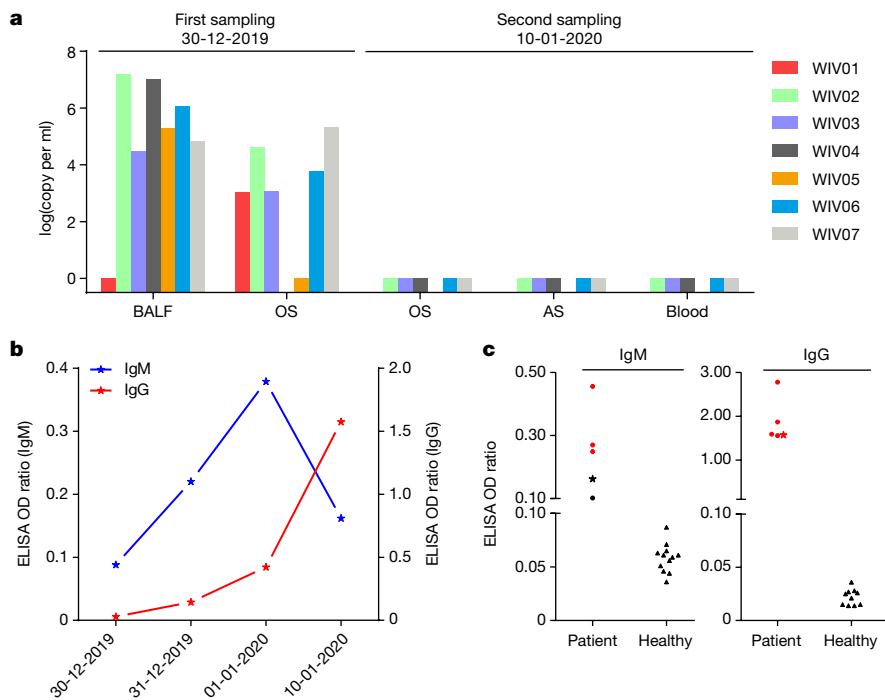 a
First sampling
30-12-2019
Second sampling
10-01-2020
log(copy per ml)
8
6
4
2
0
BALF
OS
OS
AS
Blood
WIV01
WIV02
WIV03
WIV04
WIV05
WIV06
WIV07
b
IgM
IgG
ELISA OD ratio (IgM)
0.4
0.3
0.2
0.1
0
2.0
1.5
1.0
0.5
0
ELISA OD ratio (IgG)
30-12-2019
31-12-2019
01-01-2020
10-01-2020
c
IgM
IgG
ELISA OD ratio
0.50
0.30
0.10
0.10
0.05
0
Patient
Healthy
3.00
2.00
1.00
0.10
0.05
0
Patient
Healthy